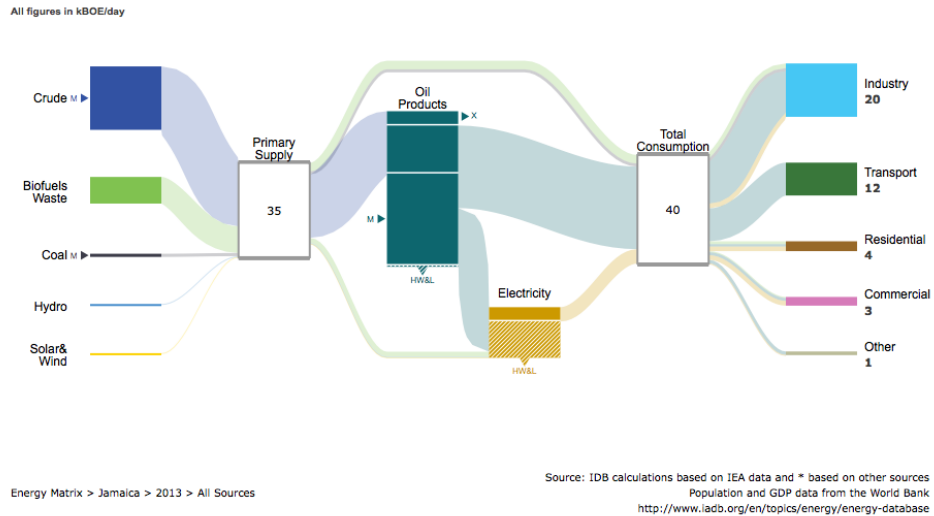 All figures in kBOE/day
Crude M
Biofuels
Waste
Coal M
Hydro
Solar&
Wind
Primary
Supply
35
Oil
Products
X
M
HW&L
Electricity
HW&L
Total
Consumption
40
Industry
20
Transport
12
Residential
4
Commercial
3
Other
1
Energy Matrix > Jamaica > 2013 > All Sources
Source: IDB calculations based on IEA data and * based on other sources
Population and GDP data from the World Bank
http://www.iadb.org/en/topics/energy/energy-database